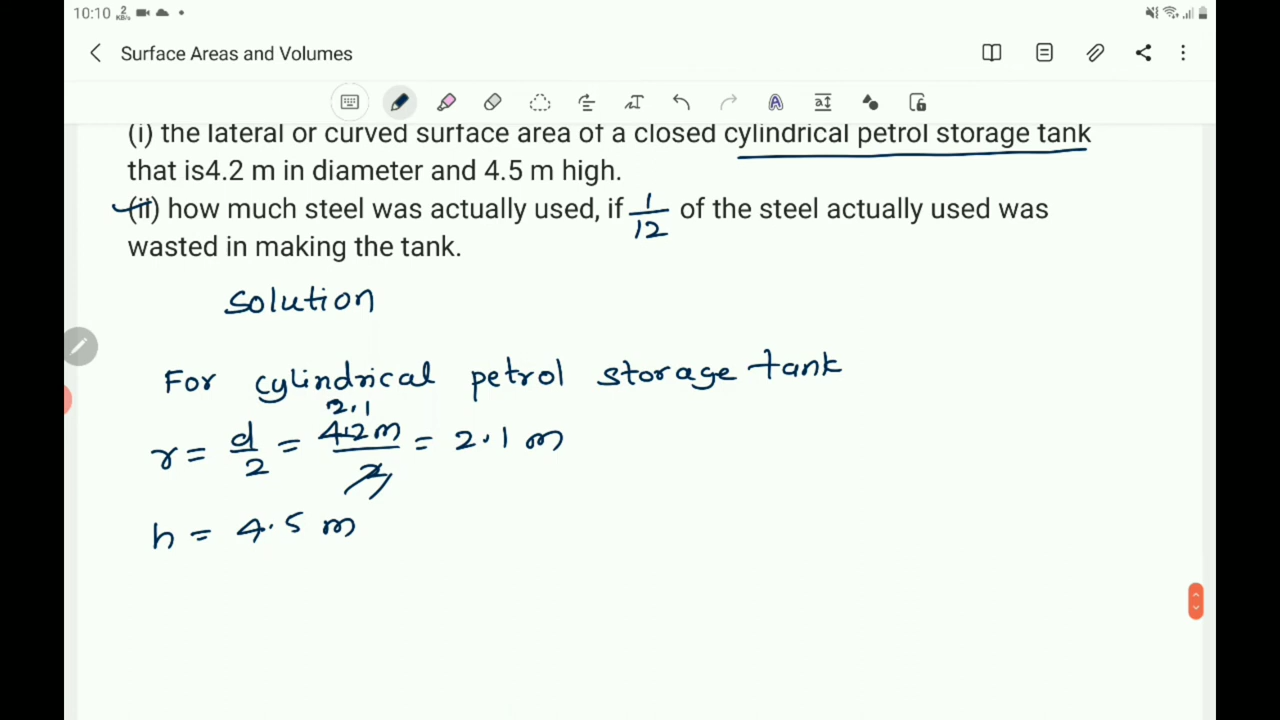 10:10 2 KB/s
Surface Areas and Volumes
(i) the lateral or curved surface area of a closed cylindrical petrol storage tank
that is4.2 m in diameter and 4.5 m high.
(ii) how much steel was actually used, if 1/12 of the steel actually used was
wasted in making the tank.
Solution
For cylindrical petrol storage tank
2.1
r = d/2 = 4.2m/2 = 2.1 m
h = 4.5 m